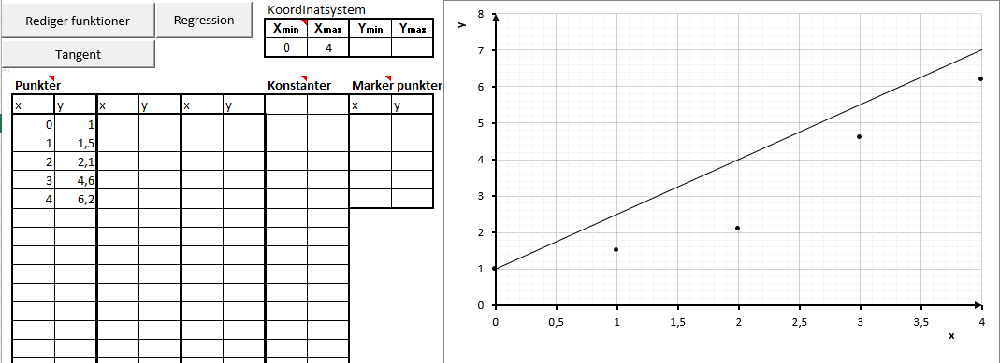 Rediger funktioner Regression
Tangent
Koordinatsystem
Xmin Xmax Ymin Ymax
0 4
Punkter Konstanter Marker punkter
x y x y x y x y
0 1
1 1,5
2 2,1
3 4,6
4 6,2
y
8
7
6
5
4
3
2
1
0
0 0,5 1 1,5 2 2,5 3 3,5 4
x